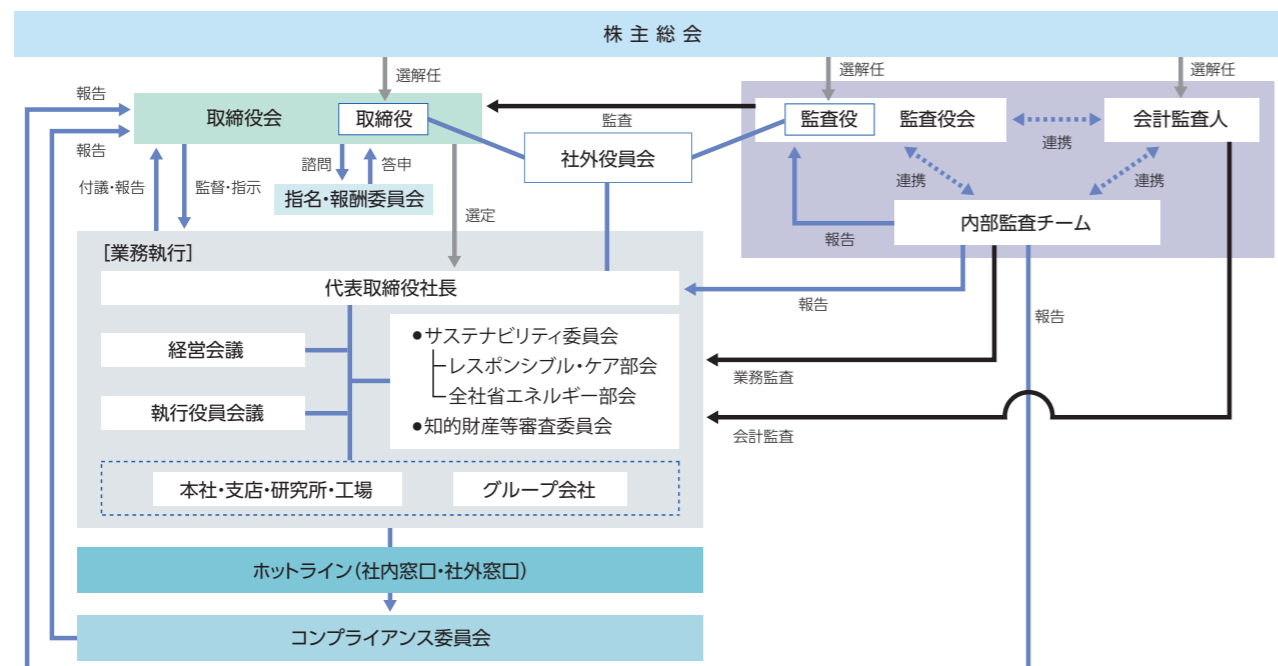 株主総会
選解任
選解任
選解任
報告
報告
取締役会
取締役
監査
監査役
監査役会
会計監査人
連携
社外役員会
諮問
答申
指名・報酬委員会
付議・報告
監督・指示
選定
連携
連携
内部監査チーム
報告
[業務執行]
代表取締役社長
報告
報告
経営会議
執行役員会議
●サステナビリティ委員会
レスポンシブル・ケア部会
全社省エネルギー部会
●知的財産等審査委員会
業務監査
会計監査
本社・支店・研究所・工場
グループ会社
ホットライン(社内窓口・社外窓口)
コンプライアンス委員会